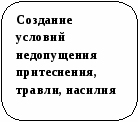 Создание
условий
недопущения
притеснения,
травли, насилия